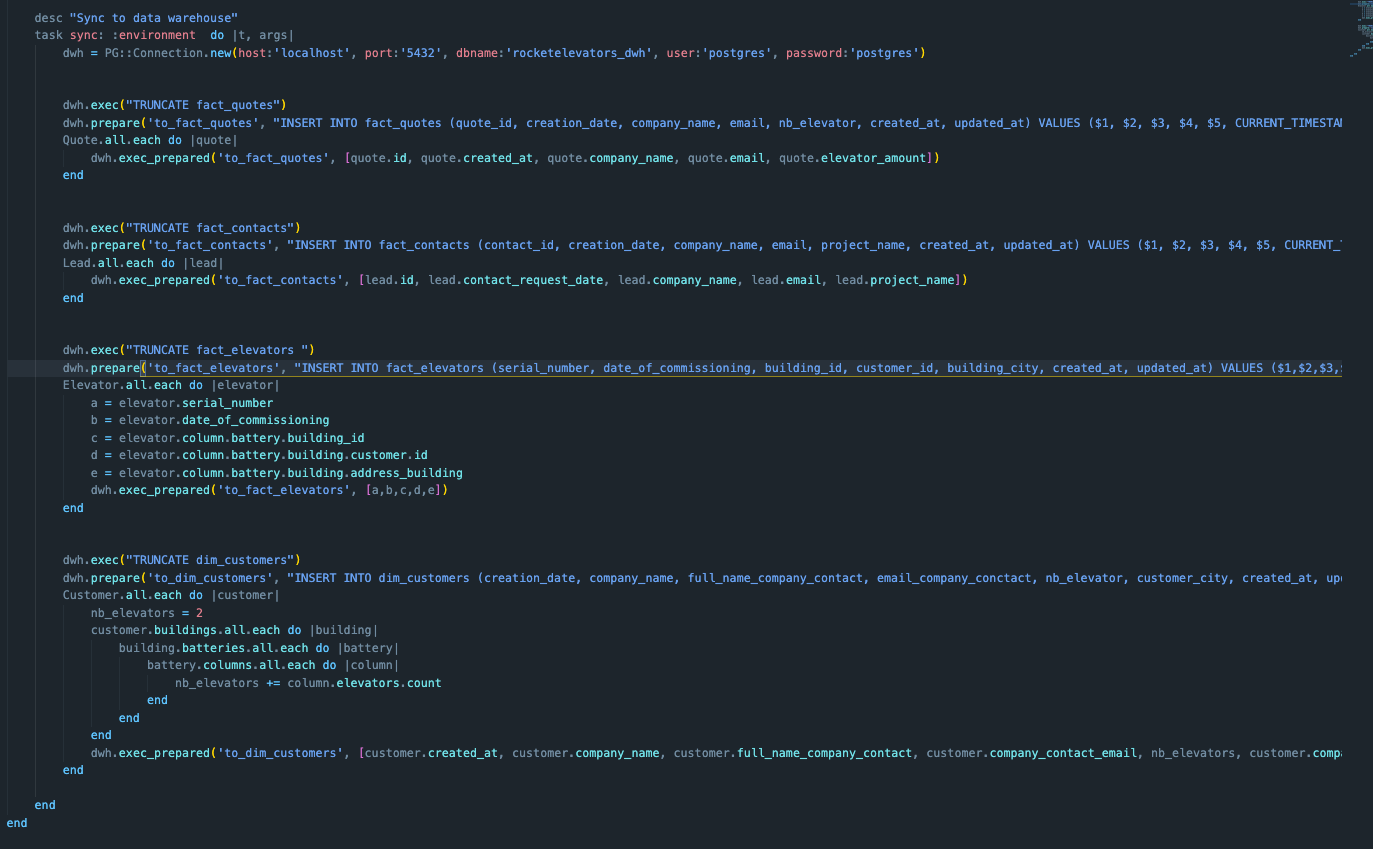 desc "Sync to data warehouse"
task sync: :environment  do |t, args|
dwh = PG::Connection.new(host:'localhost', port:'5432', dbname:'rocketelevators_dwh', user:'postgres', password:'postgres')
dwh.exec("TRUNCATE fact_quotes")
dwh.prepare('to_fact_quotes', "INSERT INTO fact_quotes (quote_id, creation_date, company_name, email, nb_elevator, created_at, updated_at) VALUES ($1, $2, $3, $4, $5, CURRENT_TIMESTAM
Quote.all.each do |quote|
dwh.exec_prepared('to_fact_quotes', [quote.id, quote.created_at, quote.company_name, quote.email, quote.elevator_amount])
end
dwh.exec("TRUNCATE fact_contacts")
dwh.prepare('to_fact_contacts', "INSERT INTO fact_contacts (contact_id, creation_date, company_name, email, project_name, created_at, updated_at) VALUES ($1, $2, $3, $4, $5, CURRENT_T
Lead.all.each do |lead|
dwh.exec_prepared('to_fact_contacts', [lead.id, lead.contact_request_date, lead.company_name, lead.email, lead.project_name])
end
dwh.exec("TRUNCATE fact_elevators ")
dwh.prepare('to_fact_elevators', "INSERT INTO fact_elevators (serial_number, date_of_commissioning, building_id, customer_id, building_city, created_at, updated_at) VALUES ($1,$2,$3,$
Elevator.all.each do |elevator|
a = elevator.serial_number
b = elevator.date_of_commissioning
c = elevator.column.battery.building_id
d = elevator.column.battery.building.customer.id
e = elevator.column.battery.building.address_building
dwh.exec_prepared('to_fact_elevators', [a,b,c,d,e])
end
dwh.exec("TRUNCATE dim_customers")
dwh.prepare('to_dim_customers', "INSERT INTO dim_customers (creation_date, company_name, full_name_company_contact, email_company_conctact, nb_elevator, customer_city, created_at, upd
Customer.all.each do |customer|
nb_elevators = 2
customer.buildings.all.each do |building|
building.batteries.all.each do |battery|
battery.columns.all.each do |column|
nb_elevators += column.elevators.count
end
end
end
dwh.exec_prepared('to_dim_customers', [customer.created_at, customer.company_name, customer.full_name_company_contact, customer.company_contact_email, nb_elevators, customer.comp
end
end
end